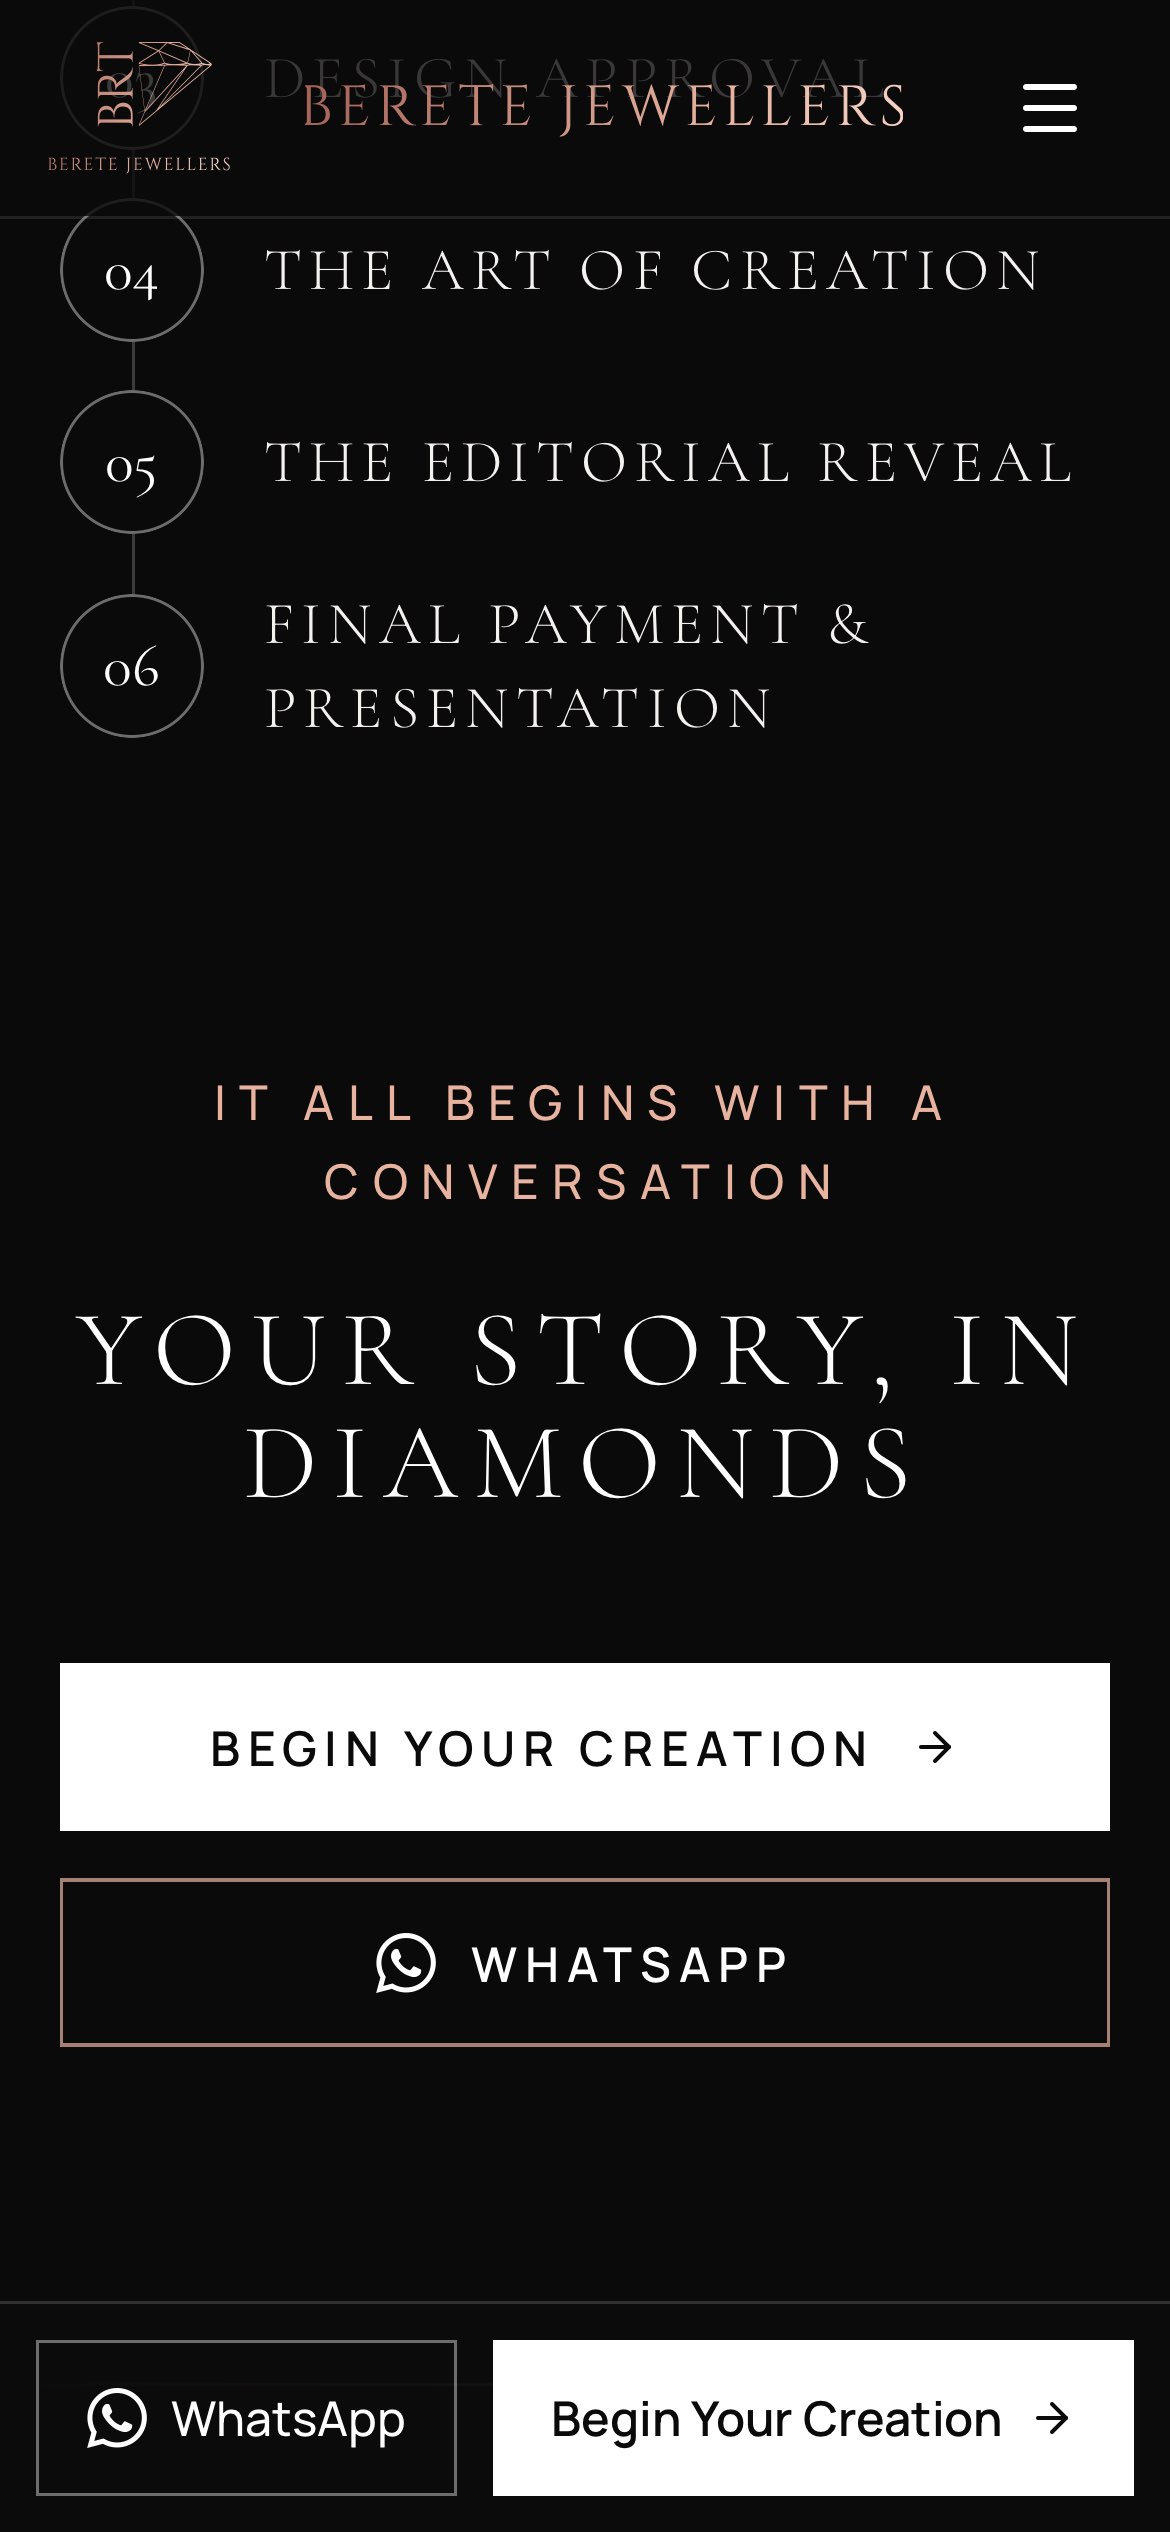 03
DESIGN APPROVAL
BRT
BERETE JEWELLERS
BERETE JEWELLERS
04
THE ART OF CREATION
05
THE EDITORIAL REVEAL
06
FINAL PAYMENT &
PRESENTATION
IT ALL BEGINS WITH A
CONVERSATION
YOUR STORY, IN
DIAMONDS
BEGIN YOUR CREATION →
WHATSAPP
WhatsApp
Begin Your Creation →